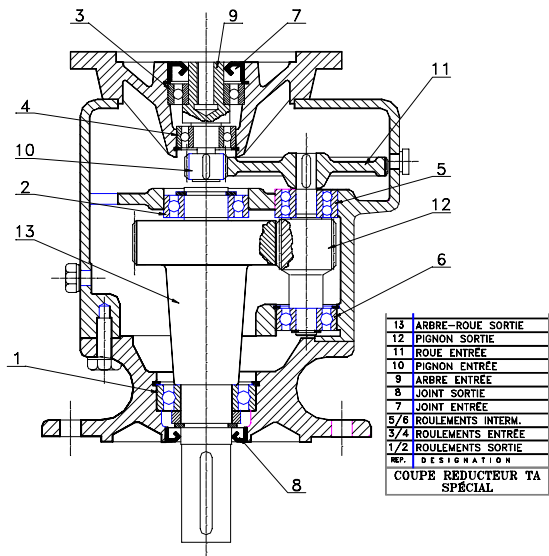 3
9
7
4
11
10
2
5
12
13
6
1
8
13 ARBRE-ROUE SORTIE
12 PIGNON SORTIE
11 ROUE ENTRÉE
10 PIGNON ENTRÉE
9 ARBRE ENTRÉE
8 JOINT SORTIE
7 JOINT ENTRÉE
5/6 ROULEMENTS INTERM.
3/4 ROULEMENTS ENTRÉE
1/2 ROULEMENTS SORTIE
REP. DESIGNATION
COUPE REDUCTEUR TA
SPÉCIAL